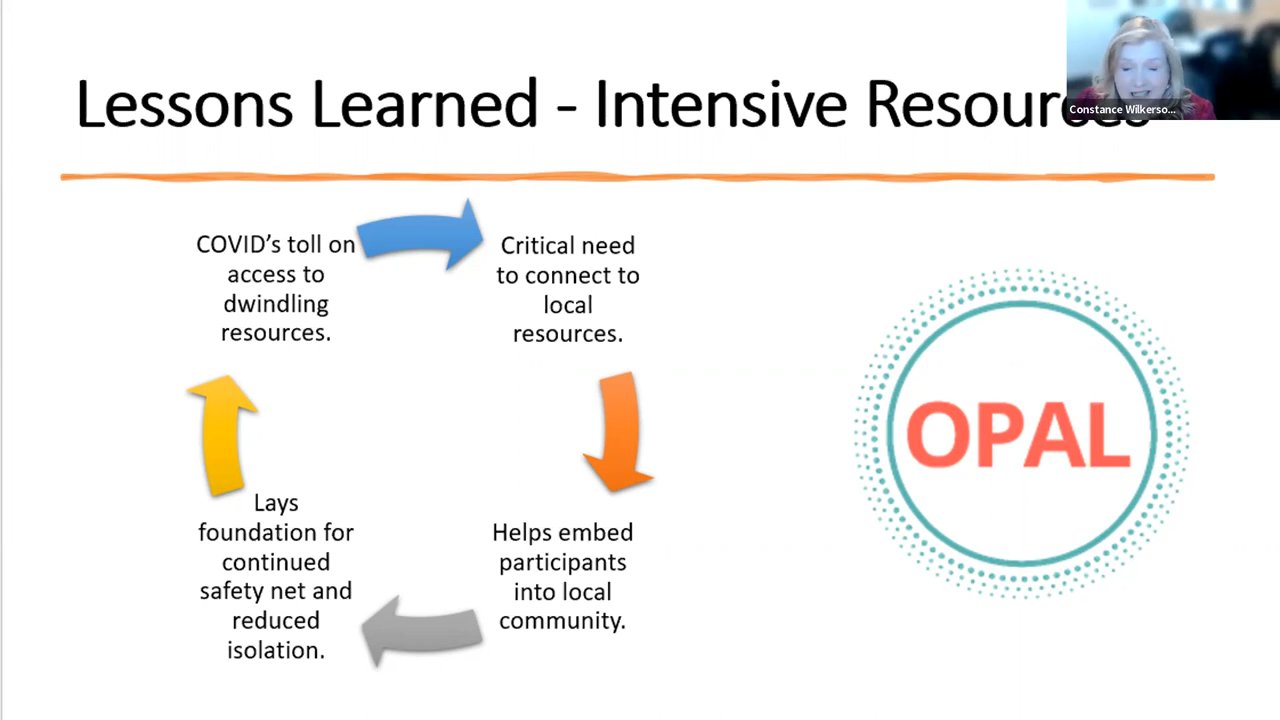 Lessons Learned - Intensive Resources
Constance Wilkerso...
COVID's toll on
access to
dwindling
resources.
Critical need
to connect to
local
resources.
Helps embed
participants
into local
community.
Lays
foundation for
continued
safety net and
reduced
isolation.
OPAL